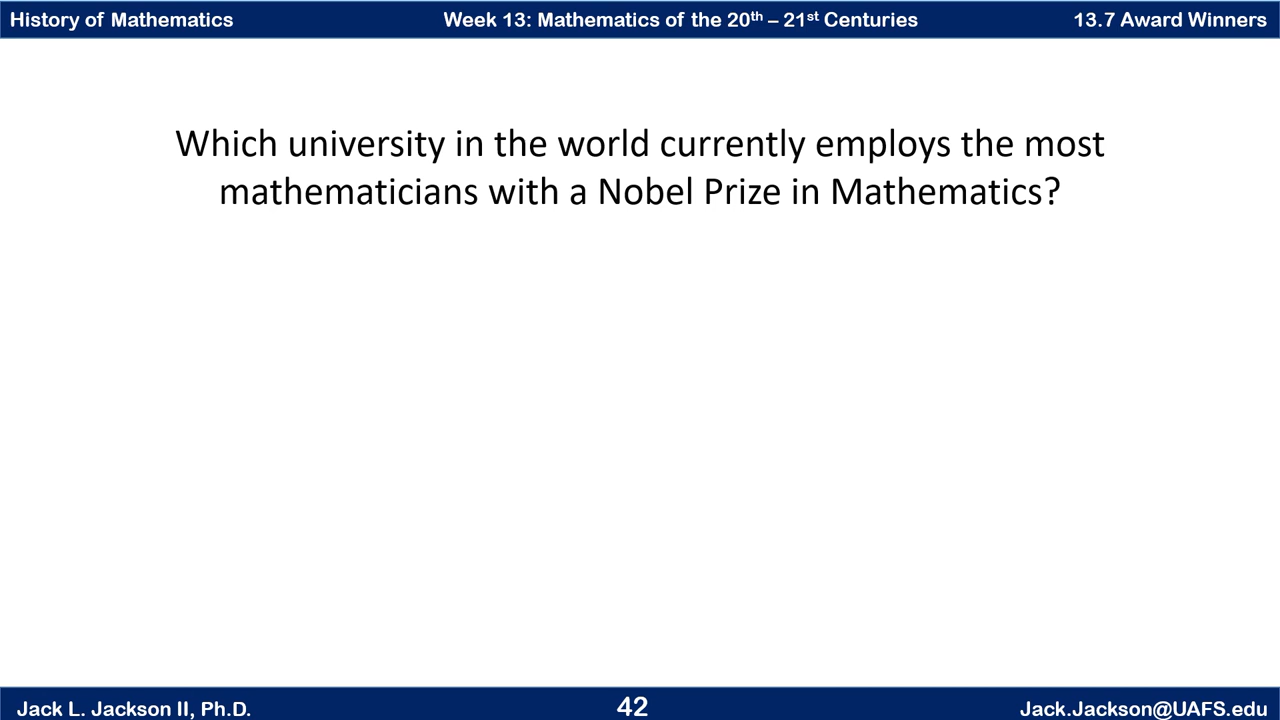 History of Mathematics Week 13: Mathematics of the 20th – 21st Centuries 13.7 Award Winners
Which university in the world currently employs the most
mathematicians with a Nobel Prize in Mathematics?
Jack L. Jackson II, Ph.D. 42 Jack.Jackson@UAFS.edu